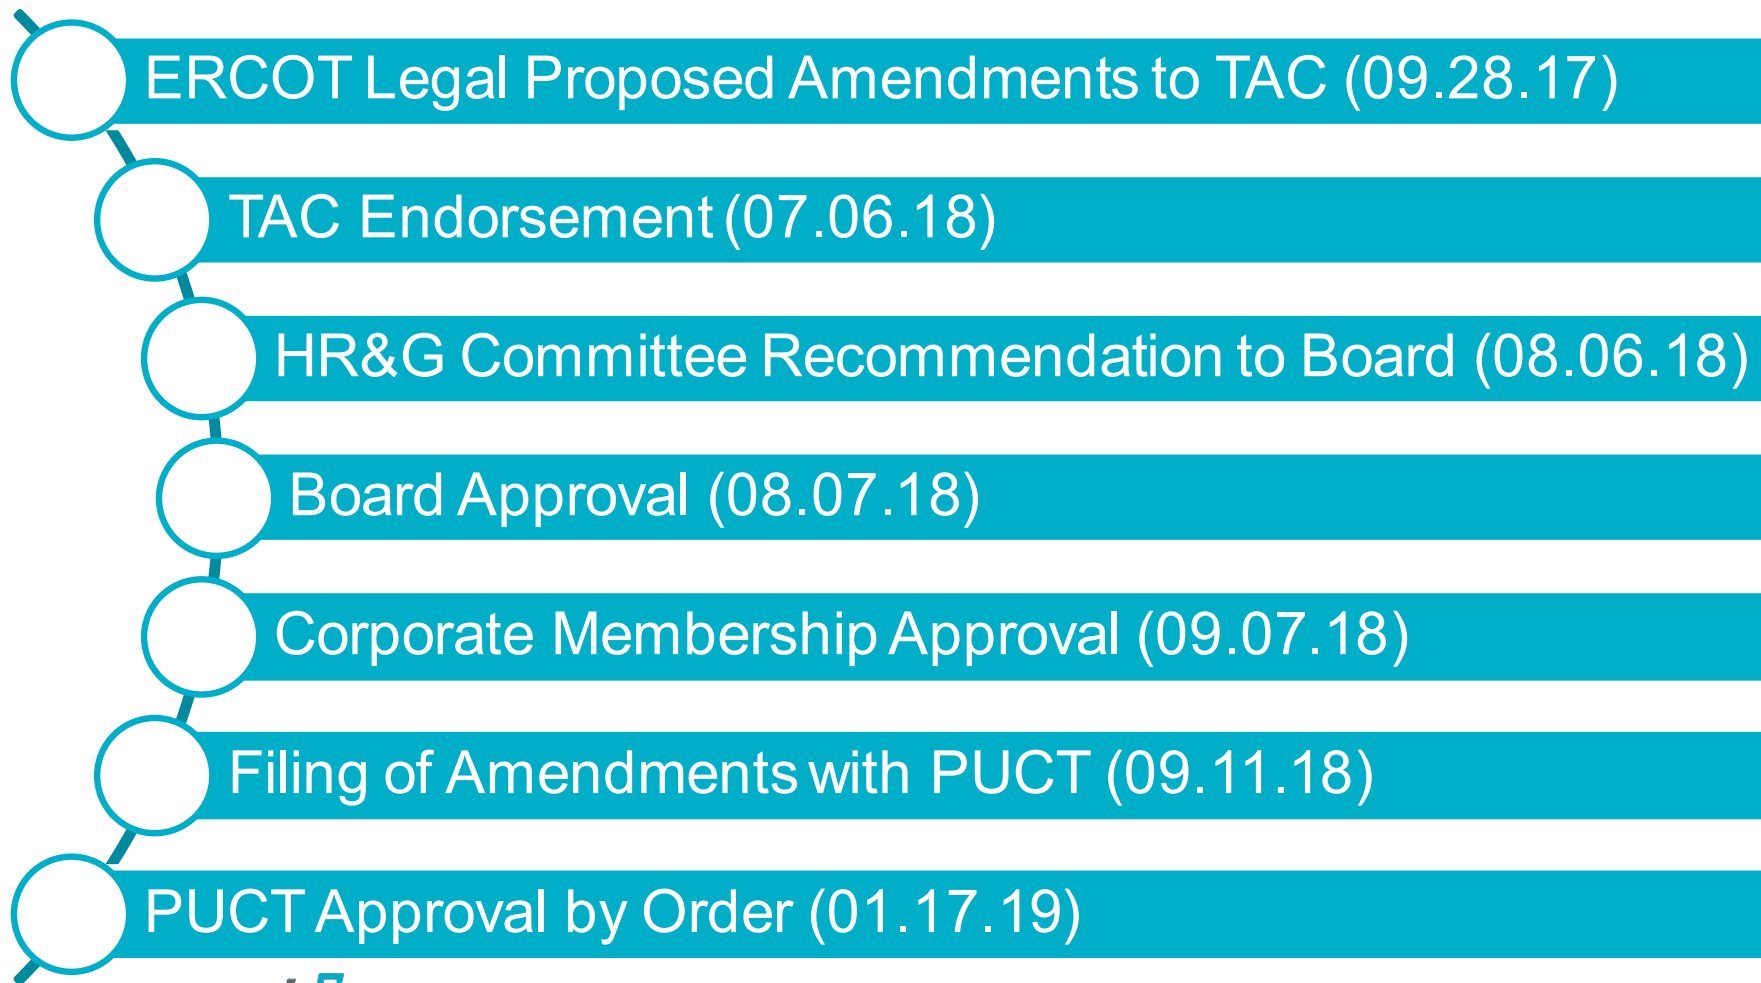 ERCOT Legal Proposed Amendments to TAC (09.28.17)
TAC Endorsement (07.06.18)
HR&G Committee Recommendation to Board (08.06.18)
Board Approval (08.07.18)
Corporate Membership Approval (09.07.18)
Filing of Amendments with PUCT (09.11.18)
PUCT Approval by Order (01.17.19)